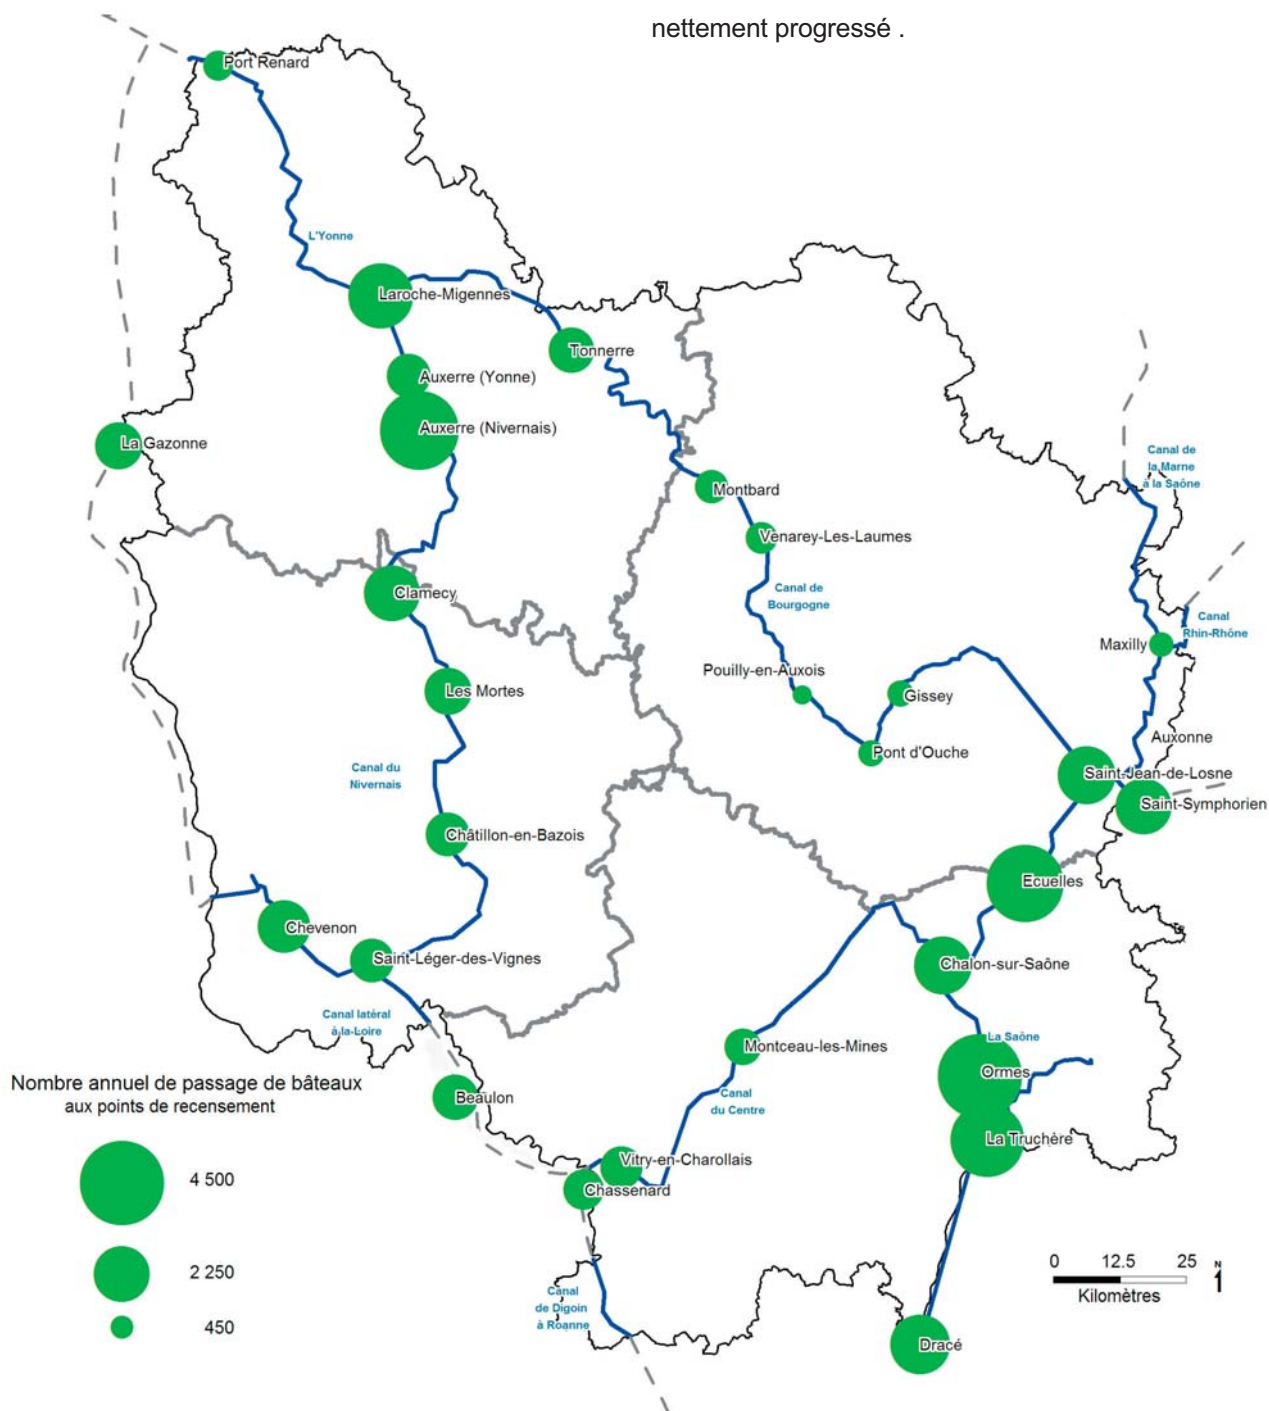 nettement progressé .
Port Renard
L'Yonne
Laroche-Migennes
Tonnerre
Auxerre (Yonne)
Auxerre (Nivernais)
La Gazonne
Canal de
la Marne
à la Saône
Montbard
Venarey-Les-Laumes
Clamecy
Canal de
Bourgogne
Canal
Rhin-Rhône
Maxilly
Pouilly-en-Auxois
Les Mortes
Gissey
Auxonne
Pont d'Ouche
Canal du
Nivernais
Saint-Jean-de-Losne
Saint-Symphorien
Châtillon-en-Bazois
Ecuelles
Chevenon
Saint-Léger-des-Vignes
Chalon-sur-Saône
Canal latéral
à la-Loire
La Saône
Montceau-les-Mines
Ormes
Nombre annuel de passage de bâteaux
aux points de recensement
Beaulon
Canal
du Centre
La Truchère
Vitry-en-Charollais
Chassenard
4 500
2 250
450
0 12.5 25
Kilomètres
N
1
Canal
de Digoin
à Roanne
Dracé